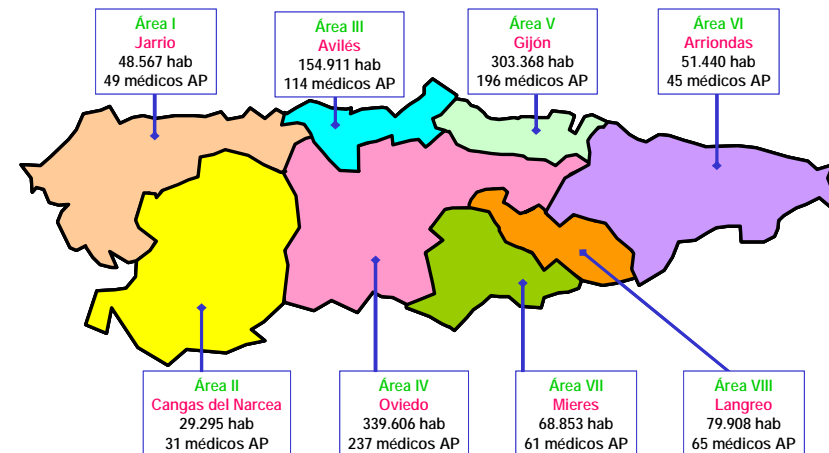 Área I
Jarrio
48.567 hab
49 médicos AP
Área III
Avilés
154.911 hab
114 médicos AP
Área V
Gijón
303.368 hab
196 médicos AP
Área VI
Arriondas
51.440 hab
45 médicos AP
Área II
Cangas del Narcea
29.295 hab
31 médicos AP
Área IV
Oviedo
339.606 hab
237 médicos AP
Área VII
Mieres
68.853 hab
61 médicos AP
Área VIII
Langreo
79.908 hab
65 médicos AP